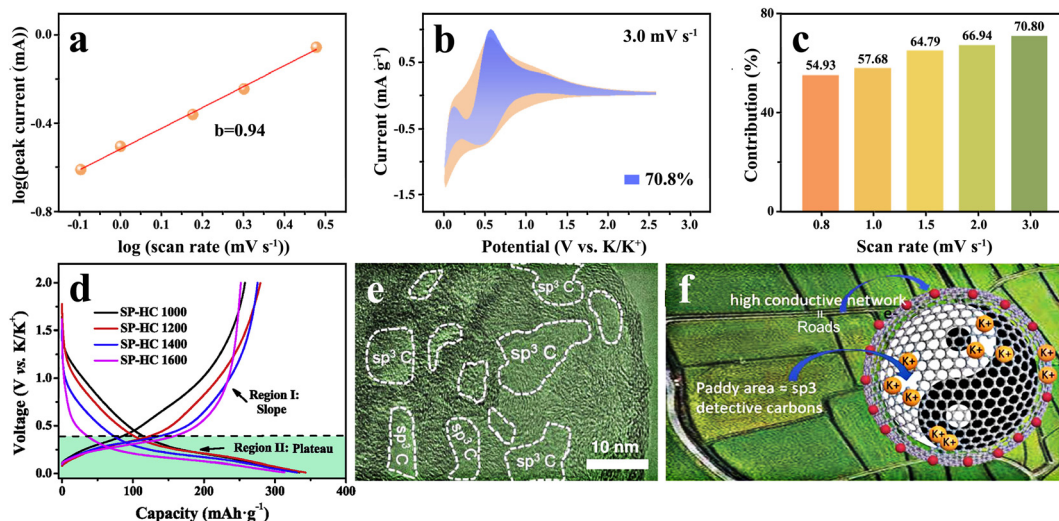 a
log(peak current (mA))
0.0
-0.4
-0.8
b=0.94
-0.1
0.0
0.1
0.2
0.3
0.4
0.5
log (scan rate (mV s⁻¹))
b
3.0 mV s⁻¹
Current (mA g⁻¹)
0.8
0.0
-0.5
-1.5
70.8%
0.0
0.5
1.0
1.5
2.0
2.5
3.0
Potential (V vs. K/K⁺)
c
Contribution (%)
80
60
40
20
0
54.93
57.68
64.79
66.94
70.80
0.8
1.0
1.5
2.0
3.0
Scan rate (mV s⁻¹)
d
Voltage (V vs. K/K⁺)
2.0
1.5
1.0
0.5
0.0
SP-HC 1000
SP-HC 1200
SP-HC 1400
SP-HC 1600
Region I:
Slope
Region II: Plateau
0
100
200
300
400
Capacity (mAh·g⁻¹)
e
sp³ C
sp³ C
sp³ C
sp³ C
sp³ C
sp³ C
10 nm
f
high conductive network
=
Roads
e
Paddy area = sp3
detective carbons
K+
K+
K+
K+
K+
K+
K+
K+